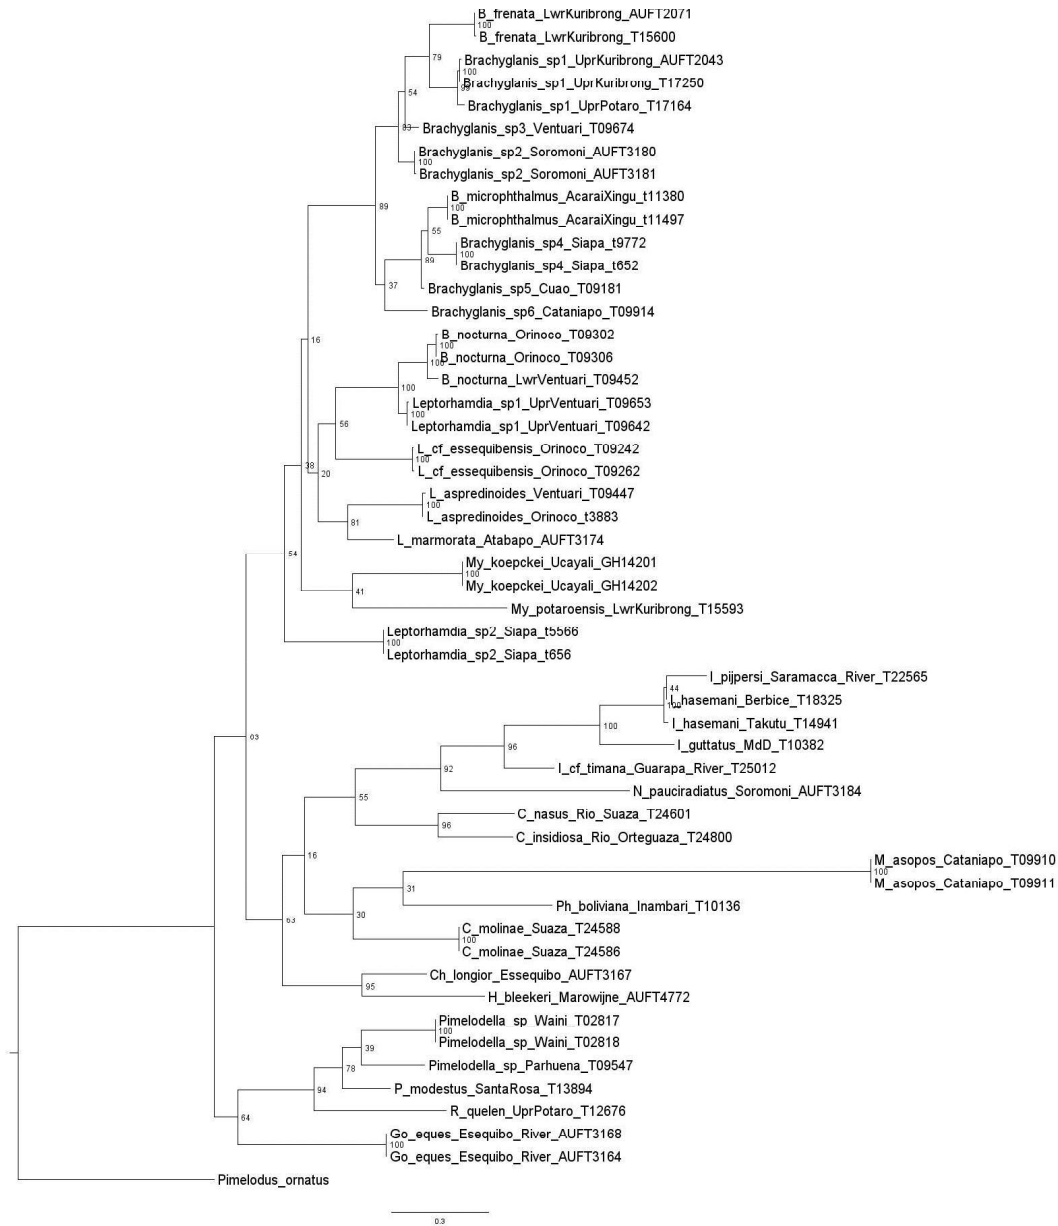 B_frenata_LwrKuribrong_AUFT2071
100
B_frenata_LwrKuribrong_T15600
79
Brachyglanis_sp1_UprKuribrong_AUFT2043
100
Brachyglanis_sp1_UprKuribrong_T17250
54
Brachyglanis_sp1_UprPotaro_T17164
Brachyglanis_sp3_Ventuari_T09674
Brachyglanis_sp2_Soromoni_AUFT3180
100
Brachyglanis_sp2_Soromoni_AUFT3181
B_microphthalmus_AcaraiXingu_t11380
89
100
B_microphthalmus_AcaraiXingu_t11497
55
Brachyglanis_sp4_Siapa_t9772
100
89
Brachyglanis_sp4_Siapa_t652
37
Brachyglanis_sp5_Cuao_T09181
Brachyglanis_sp6_Cataniapo_T09914
B_nocturna_Orinoco_T09302
16
100
B_nocturna_Orinoco_T09306
100
B_nocturna_LwrVentuari_T09452
100
Leptorhamdia_sp1_UprVentuari_T09653
100
56
Leptorhamdia_sp1_UprVentuari_T09642
L_cf_essequibensis_Orinoco_T09242
100
38
20
L_cf_essequibensis_Orinoco_T09262
L_aspredinoides_Ventuari_T09447
100
L_aspredinoides_Orinoco_t3883
81
L_marmorata_Atabapo_AUFT3174
54
My_koepckei_Ucayali_GH14201
100
My_koepckei_Ucayali_GH14202
41
My_potaroensis_LwrKuribrong_T15593
Leptorhamdia_sp2_Siapa_t5566
100
Leptorhamdia_sp2_Siapa_t656
I_pijpersi_Saramacca_River_T22565
44
I_hasemani_Berbice_T18325
100
I_hasemani_Takutu_T14941
100
03
I_guttatus_MdD_T10382
96
92
I_cf_timana_Guarapa_River_T25012
N_pauciradiatus_Soromoni_AUFT3184
55
C_nasus_Rio_Suaza_T24601
96
C_insidiosa_Rio_Orteguaza_T24800
16
M_asopos_Cataniapo_T09910
100
M_asopos_Cataniapo_T09911
31
Ph_boliviana_Inambari_T10136
30
63
C_molinae_Suaza_T24588
100
C_molinae_Suaza_T24586
Ch_longior_Essequibo_AUFT3167
95
H_bleekeri_Marowijne_AUFT4772
Pimelodella_sp_Waini_T02817
100
Pimelodella_sp_Waini_T02818
39
Pimelodella_sp_Parhuena_T09547
78
P_modestus_SantaRosa_T13894
94
R_quelen_UprPotaro_T12676
64
Go_eques_Esequibo_River_AUFT3168
100
Go_eques_Esequibo_River_AUFT3164
Pimelodus_ornatus
0.3